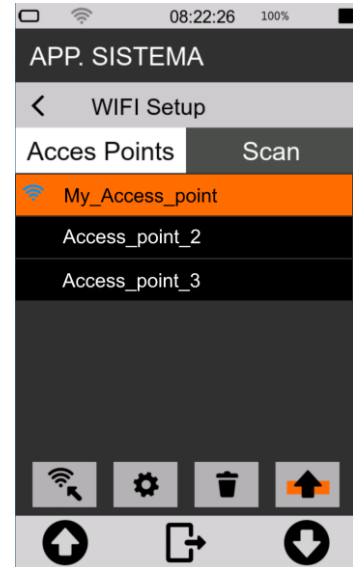 08:22:26 100%
APP. SISTEMA
WIFI Setup
Acces Points Scan
My_Access_point
Access_point_2
Access_point_3